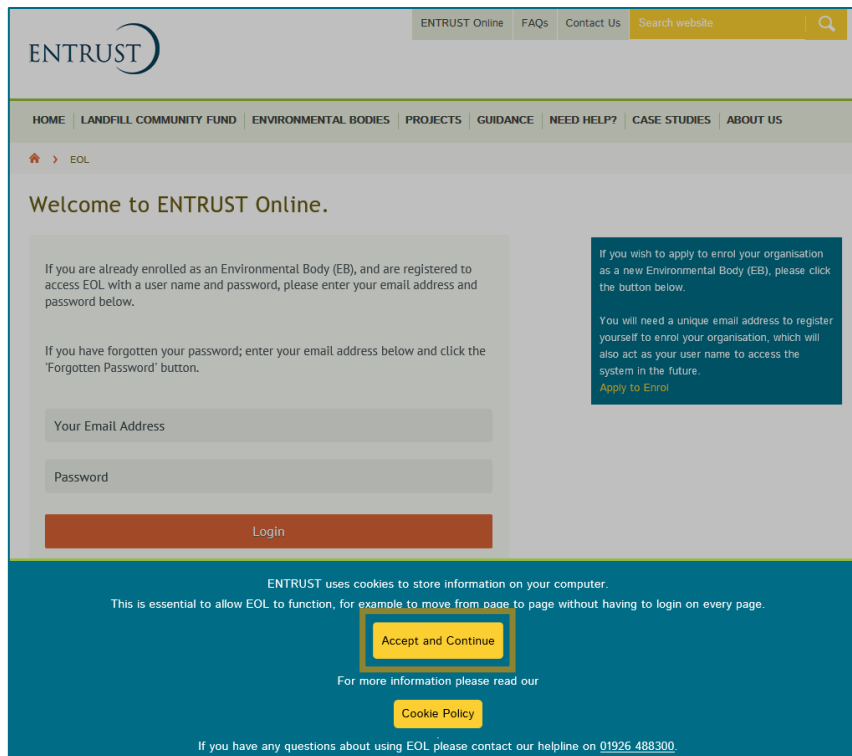 ENTRUST Online FAQs Contact Us Search website
ENTRUST
HOME LANDFILL COMMUNITY FUND ENVIRONMENTAL BODIES PROJECTS GUIDANCE NEED HELP? CASE STUDIES ABOUT US
> EOL
Welcome to ENTRUST Online.
If you are already enrolled as an Environmental Body (EB), and are registered to
access EOL with a user name and password, please enter your email address and
password below.
If you have forgotten your password; enter your email address below and click the
'Forgotten Password' button.
Your Email Address
Password
Login
If you wish to apply to enrol your organisation
as a new Environmental Body (EB), please click
the button below.
You will need a unique email address to register
yourself to enrol your organisation, which will
also act as your user name to access the
system in the future.
Apply to Enrol
ENTRUST uses cookies to store information on your computer.
This is essential to allow EOL to function, for example to move from page to page without having to login on every page.
Accept and Continue
For more information please read our
Cookie Policy
.
If you have any questions about using EOL please contact our helpline on 01926 488300.